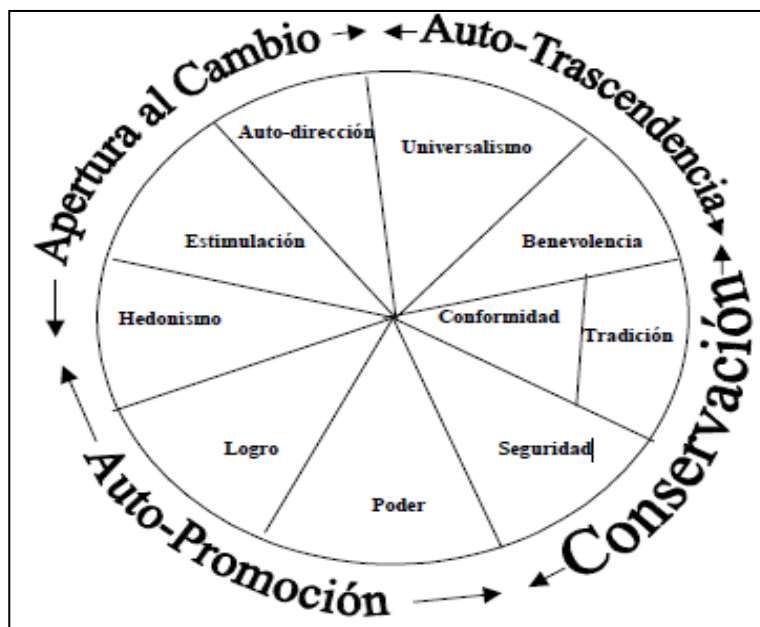 Apertura al Cambio
Auto-Trascendencia
Auto-dirección
Universalismo
Estimulación
Benevolencia
Hedonismo
Conformidad
Tradición
Logro
Seguridad
Poder
Auto-Promoción
Conservación